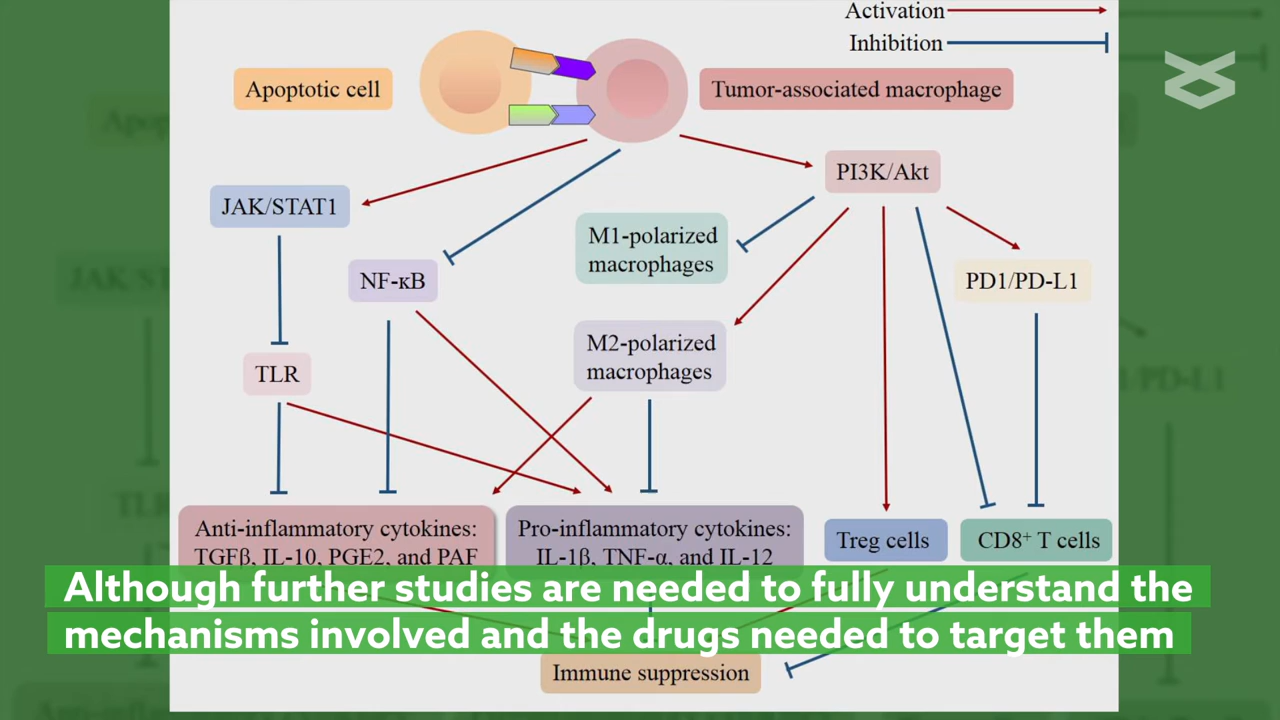 Activation
Inhibition
Apoptotic cell
Tumor-associated macrophage
PI3K/Akt
JAK/STAT1
M1-polarized
macrophages
NF-κB
PD1/PD-L1
M2-polarized
macrophages
TLR
Anti-inflammatory cytokines:
TGFβ, IL-10, PGE2, and PAF
Pro-inflammatory cytokines:
IL-1β, TNF-α, and IL-12
Treg cells
CD8⁺ T cells
Although further studies are needed to fully understand the
mechanisms involved and the drugs needed to target them
Immune suppression